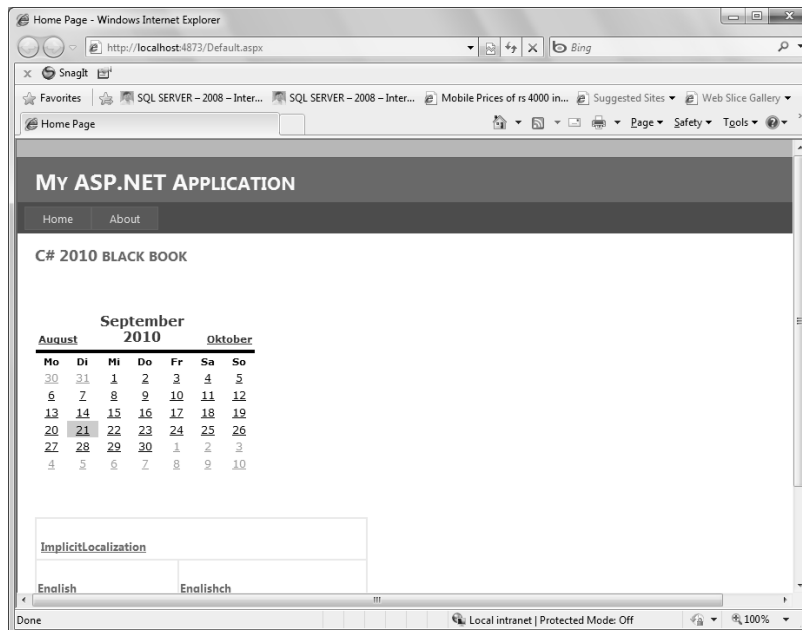 Home Page - Windows Internet Explorer
http://localhost:4873/Default.aspx
Bing
x SnagIt
Favorites SQL SERVER – 2008 – Inter... SQL SERVER – 2008 – Inter... Mobile Prices of rs 4000 in... Suggested Sites Web Slice Gallery
Home Page Page Safety Tools
MY ASP.NET APPLICATION
Home About
C# 2010 BLACK BOOK
August September 2010 Oktober
Mo Di Mi Do Fr Sa So
30 31 1 2 3 4 5
6 7 8 9 10 11 12
13 14 15 16 17 18 19
20 21 22 23 24 25 26
27 28 29 30 1 2 3
4 5 6 7 8 9 10
ImplicitLocalization
English Englishch
Done Local intranet | Protected Mode: Off 100%